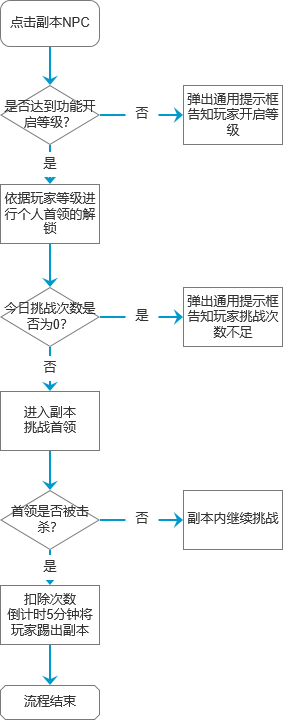 点击副本NPC
是否达到功能开
启等级?
否
弹出通用提示框
告知玩家开启等
级
是
依据玩家等级进
行个人首领的解
锁
今日挑战次数是
否为0?
是
弹出通用提示框
告知玩家挑战次
数不足
否
进入副本
挑战首领
首领是否被击
杀?
否
副本内继续挑战
是
扣除次数
倒计时5分钟将
玩家踢出副本
流程结束